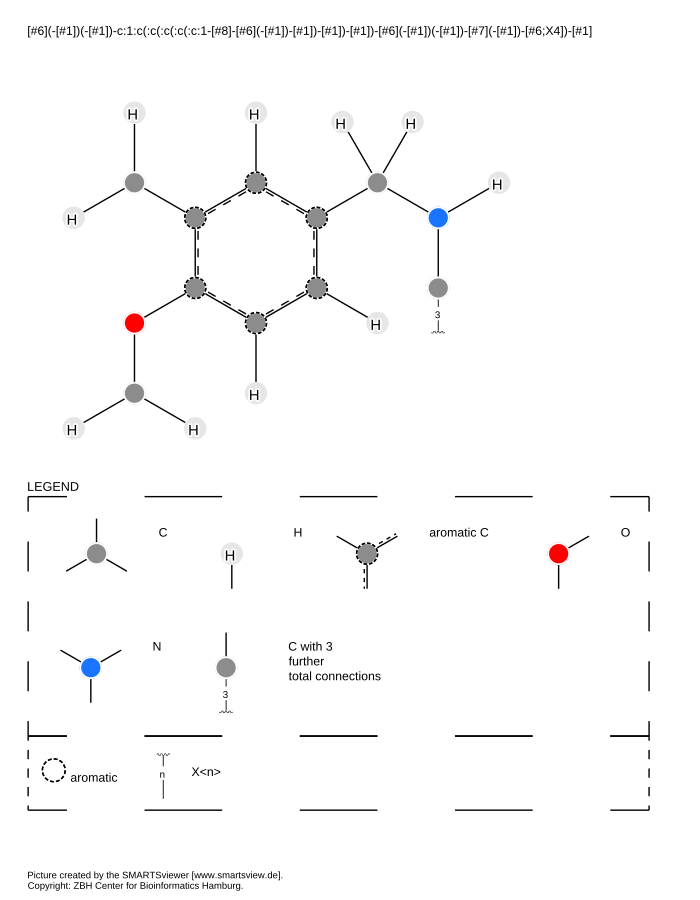 [#6](-[#1])(-[#1])-c:1:c(:c(:c(:c(:c:1-[#8]-[#6](-[#1])-[#1])-[#1])-[#1])-[#6](-[#1])(-[#1])-[#7](-[#1])-[#6;X4])-[#1]
H H
H H
H H
3
H
H
H H
LEGEND
C
H
aromatic C
O
H
N
C with 3
further
total connections
3
aromatic
n
X<n>
Picture created by the SMARTSviewer [www.smartsview.de].
Copyright: ZBH Center for Bioinformatics Hamburg.